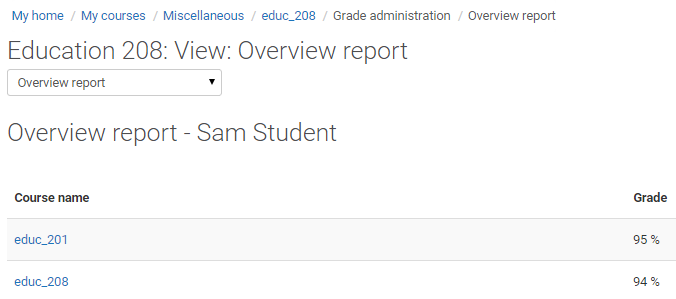 My home / My courses / Miscellaneous / educ_208 / Grade administration / Overview report
Education 208: View: Overview report
Overview report
Overview report - Sam Student
Course name Grade
educ_201 95 %
educ_208 94 %